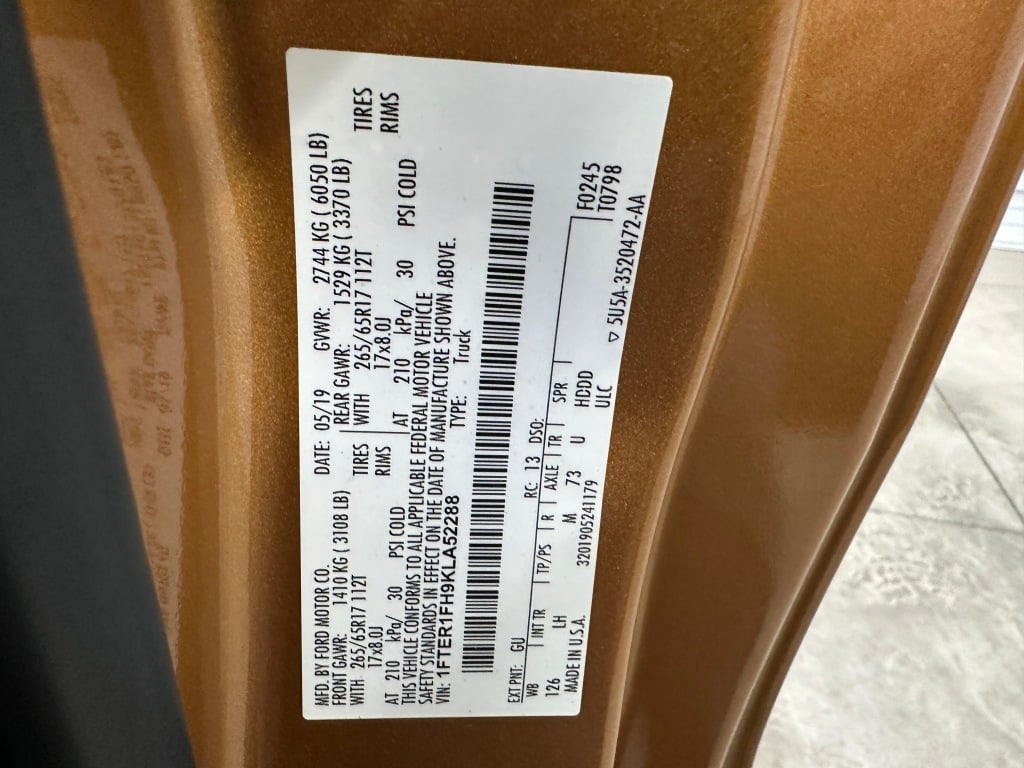 MFD. BY FORD MOTOR CO.
DATE: 05/19 GVWR: 2744 KG ( 6050 LB)
FRONT GAWR: 1410 KG ( 3108 LB)
REAR GAWR: 1529 KG ( 3370 LB)
WITH 265/65R17 112T TIRES
WITH 265/65R17 112T TIRES
17x8.0J RIMS
17x8.0J RIMS
AT 210 kPa/ 30 PSI COLD
AT 210 kPa/ 30 PSI COLD
THIS VEHICLE CONFORMS TO ALL APPLICABLE FEDERAL MOTOR VEHICLE
SAFETY STANDARDS IN EFFECT ON THE DATE OF MANUFACTURE SHOWN ABOVE.
VIN: 1FTER1FH9KLA52288 TYPE: Truck
EXT PNT: GU RC: 13 DSO: F0245
T0798
WB INT TR TP/PS R AXLE TR SPR
126 LH M 73 U HDDD
MADE IN U.S.A. 3201905241179 ULC
▽ 5U5A-3520472-AA